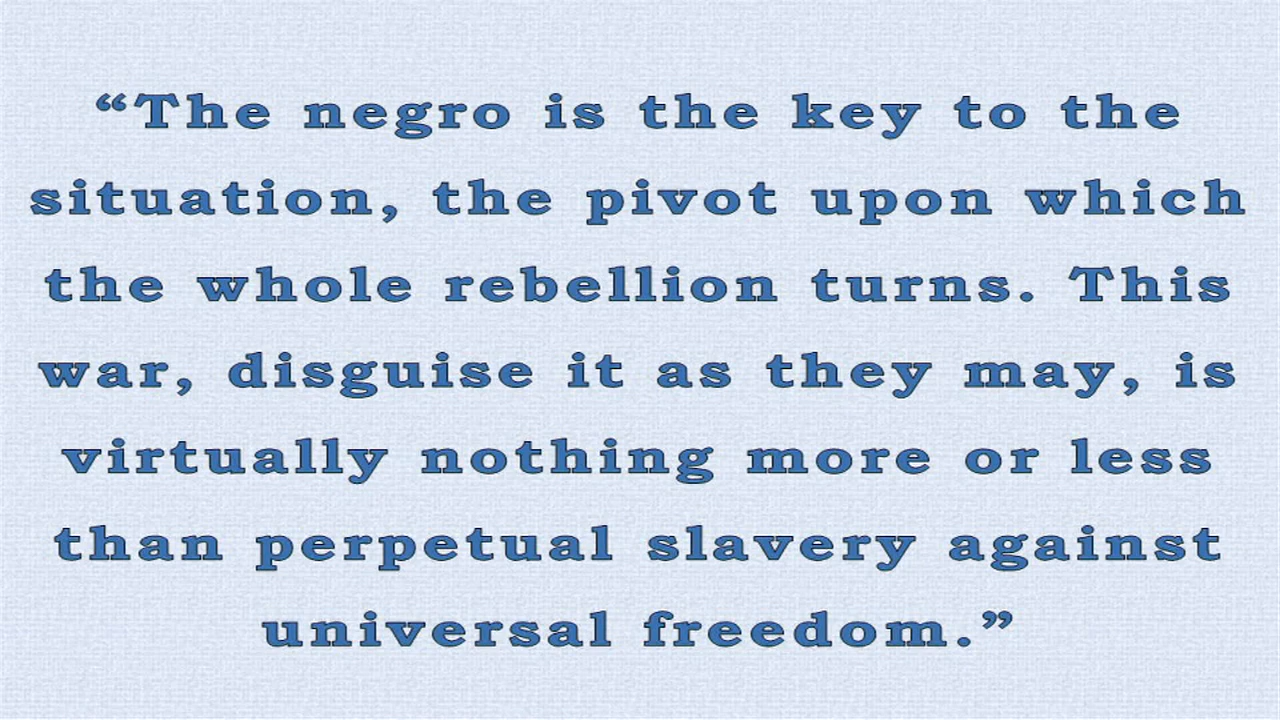 “The negro is the key to the
situation, the pivot upon which
the whole rebellion turns. This
war, disguise it as they may, is
virtually nothing more or less
than perpetual slavery against
universal freedom.”